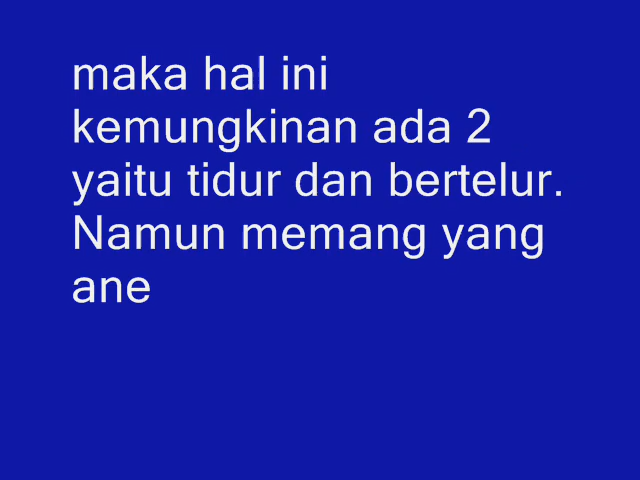 maka hal ini
kemungkinan ada 2
yaitu tidur dan bertelur.
Namun memang yang
ane